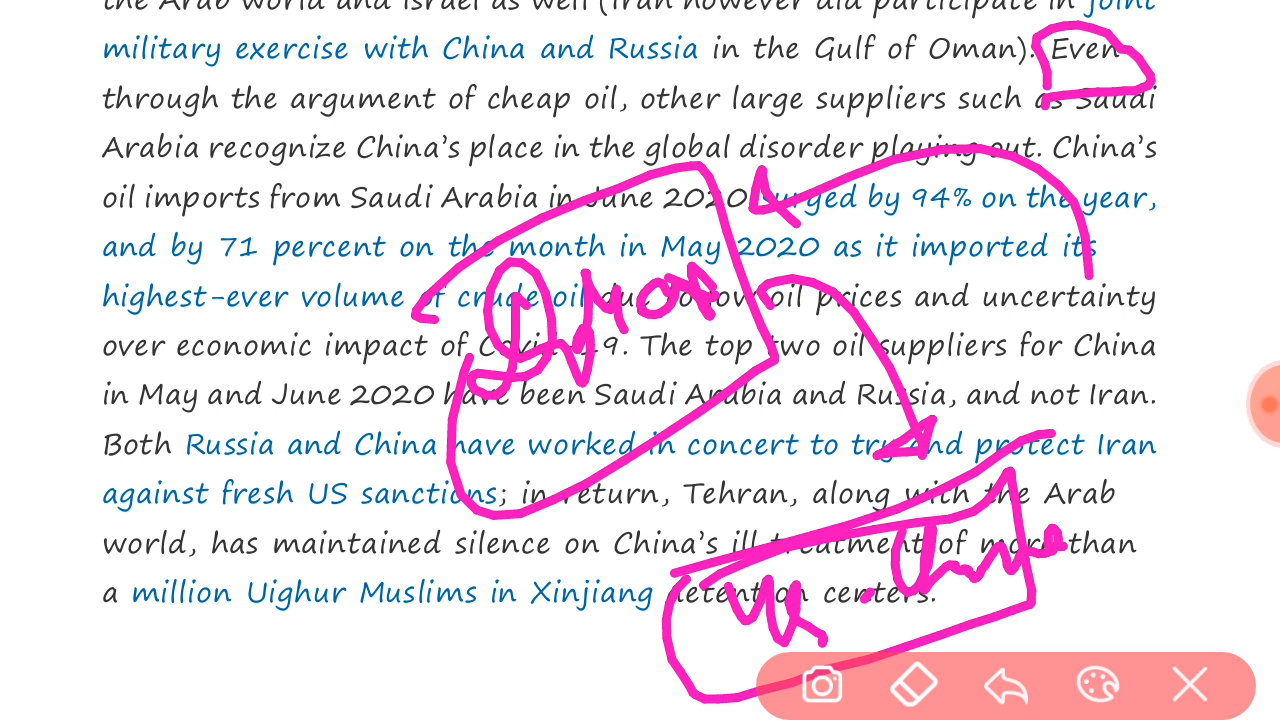 the Arab world and Israel as well (Iran however did participate in joint
military exercise with China and Russia in the Gulf of Oman). Even
through the argument of cheap oil, other large suppliers such as Saudi
Arabia recognize China's place in the global disorder playing out. China's
oil imports from Saudi Arabia in June 2020 surged by 94% on the year,
and by 71 percent on the month in May 2020 as it imported its
highest-ever volume of crude oil due to low oil prices and uncertainty
over economic impact of Covid-19. The top two oil suppliers for China
in May and June 2020 have been Saudi Arabia and Russia, and not Iran.
Both Russia and China have worked in concert to try and protect Iran
against fresh US sanctions; in return, Tehran, along with the Arab
world, has maintained silence on China's ill treatment of more than
a million Uighur Muslims in Xinjiang detention centers.